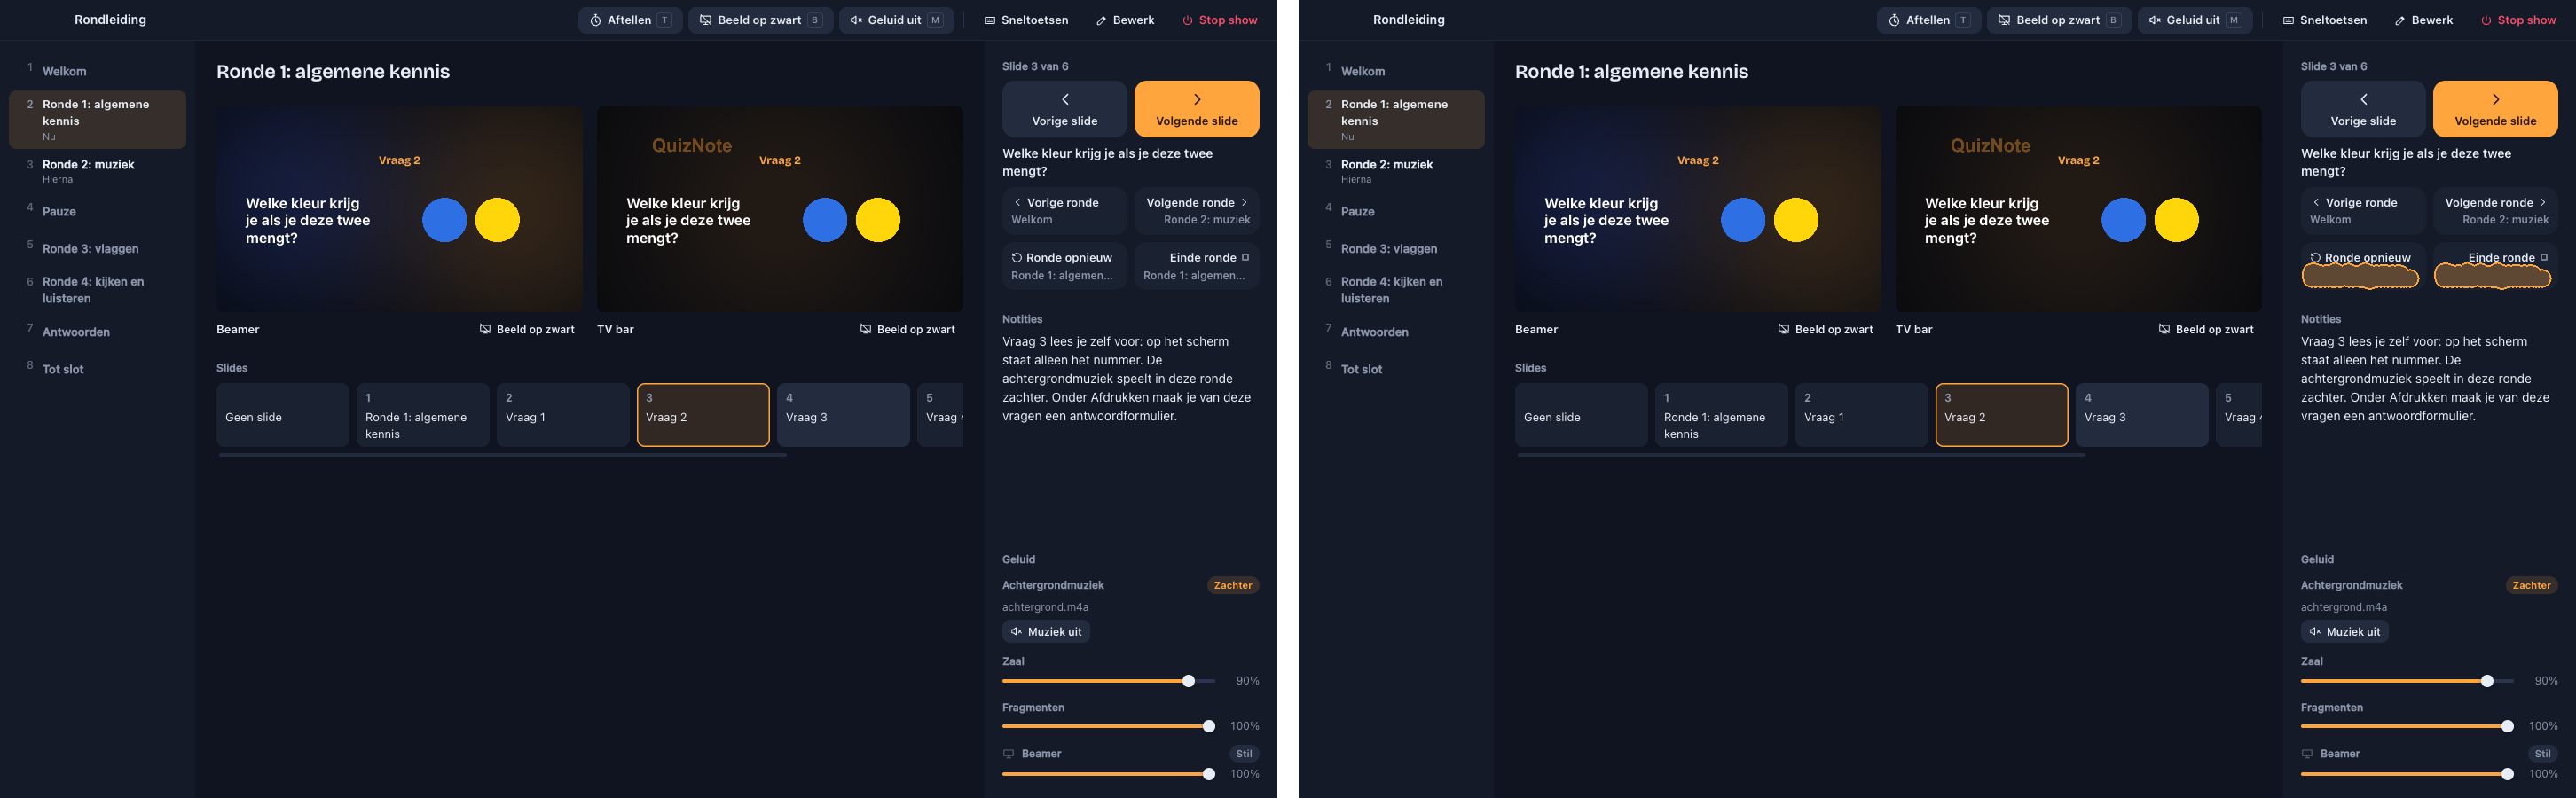 Rondleiding
Aftellen T
Beeld op zwart B
Geluid uit M
Sneltoetsen
Bewerk
Stop show
1 Welkom
2 Ronde 1: algemene
kennis
Nu
3 Ronde 2: muziek
Hierna
4 Pauze
5 Ronde 3: vlaggen
6 Ronde 4: kijken en
luisteren
7 Antwoorden
8 Tot slot
Ronde 1: algemene kennis
Vraag 2
Welke kleur krijg
je als je deze twee
mengt?
QuizNote
Vraag 2
Welke kleur krijg
je als je deze twee
mengt?
Beamer
Beeld op zwart
TV bar
Beeld op zwart
Slides
Geen slide
1
Ronde 1: algemene
kennis
2
Vraag 1
3
Vraag 2
4
Vraag 3
5
Vraag
Slide 3 van 6
Vorige slide
Volgende slide
Welke kleur krijg je als je deze twee
mengt?
Vorige ronde
Welkom
Volgende ronde
Ronde 2: muziek
Ronde opnieuw
Ronde 1: algemen...
Einde ronde
Ronde 1: algemen...
Notities
Vraag 3 lees je zelf voor: op het scherm
staat alleen het nummer. De
achtergrondmuziek speelt in deze ronde
zachter. Onder Afdrukken maak je van deze
vragen een antwoordformulier.
Geluid
Achtergrondmuziek
Zachter
achtergrond.m4a
Muziek uit
Zaal
90%
Fragmenten
100%
Beamer
Stil
100%
Rondleiding
Aftellen T
Beeld op zwart B
Geluid uit M
Sneltoetsen
Bewerk
Stop show
1 Welkom
2 Ronde 1: algemene
kennis
Nu
3 Ronde 2: muziek
Hierna
4 Pauze
5 Ronde 3: vlaggen
6 Ronde 4: kijken en
luisteren
7 Antwoorden
8 Tot slot
Ronde 1: algemene kennis
Vraag 2
Welke kleur krijg
je als je deze twee
mengt?
QuizNote
Vraag 2
Welke kleur krijg
je als je deze twee
mengt?
Beamer
Beeld op zwart
TV bar
Beeld op zwart
Slides
Geen slide
1
Ronde 1: algemene
kennis
2
Vraag 1
3
Vraag 2
4
Vraag 3
5
Vraag
Slide 3 van 6
Vorige slide
Volgende slide
Welke kleur krijg je als je deze twee
mengt?
Vorige ronde
Welkom
Volgende ronde
Ronde 2: muziek
Ronde opnieuw
Einde ronde
Notities
Vraag 3 lees je zelf voor: op het scherm
staat alleen het nummer. De
achtergrondmuziek speelt in deze ronde
zachter. Onder Afdrukken maak je van deze
vragen een antwoordformulier.
Geluid
Achtergrondmuziek
Zachter
achtergrond.m4a
Muziek uit
Zaal
90%
Fragmenten
100%
Beamer
Stil
100%